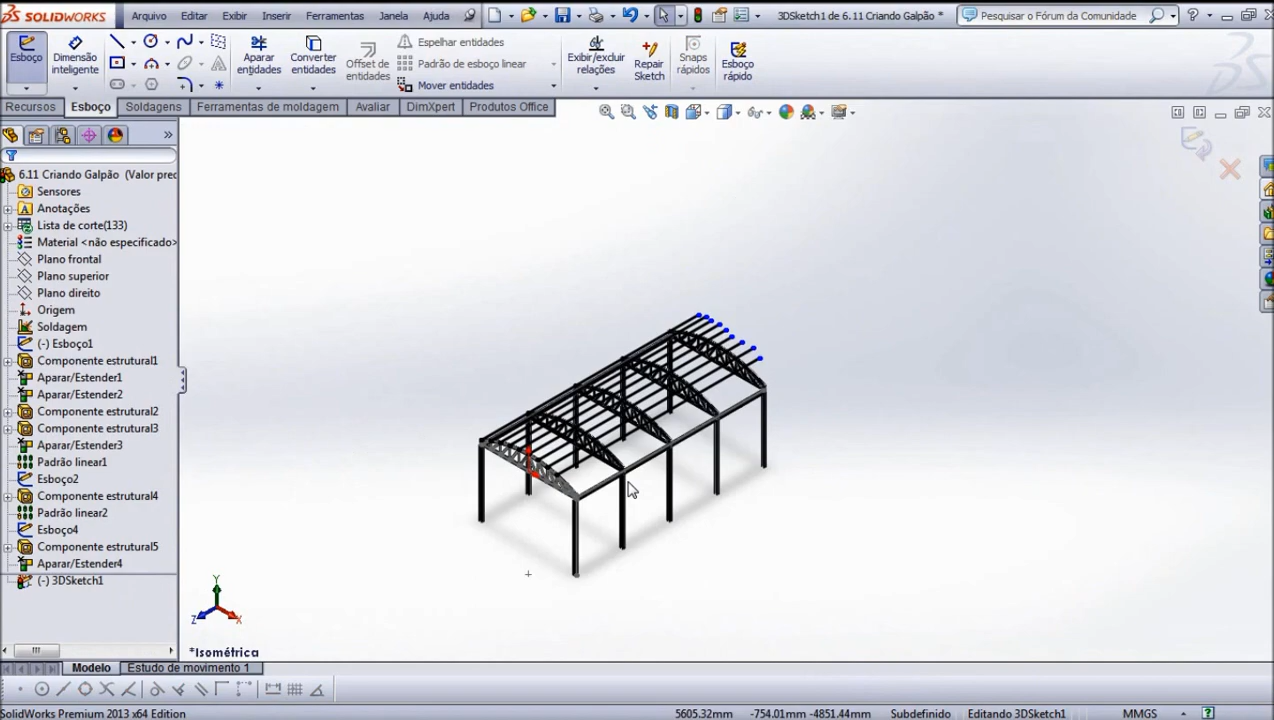 SOLIDWORKS
Arquivo Editar Exibir Inserir Ferramentas Janela Ajuda
3DSketch1 de 6.11 Criando Galpão *
Pesquisar o Fórum da Comunidade
Esboço
Dimensão inteligente
Aparar entidades
Converter entidades
Offset de entidades
Espelhar entidades
Padrão de esboço linear
Mover entidades
Exibir/excluir relações
Repair Sketch
Snaps rápidos
Esboço rápido
Recursos Esboço Soldagens Ferramentas de moldagem Avaliar DimXpert Produtos Office
6.11 Criando Galpão (Valor pred
Sensores
Anotações
Lista de corte(133)
Material <não especificado>
Plano frontal
Plano superior
Plano direito
Origem
Soldagem
(-) Esboço1
Componente estrutural1
Aparar/Estender1
Aparar/Estender2
Componente estrutural2
Componente estrutural3
Aparar/Estender3
Padrão linear1
Esboço2
Componente estrutural4
Padrão linear2
Esboço4
Componente estrutural5
Aparar/Estender4
(-) 3DSketch1
Y
Z X
*Isométrica
Modelo Estudo de movimento 1
SolidWorks Premium 2013 x64 Edition 5605.32mm -754.01mm -4851.44mm Subdefinido Editando 3DSketch1 MMGS